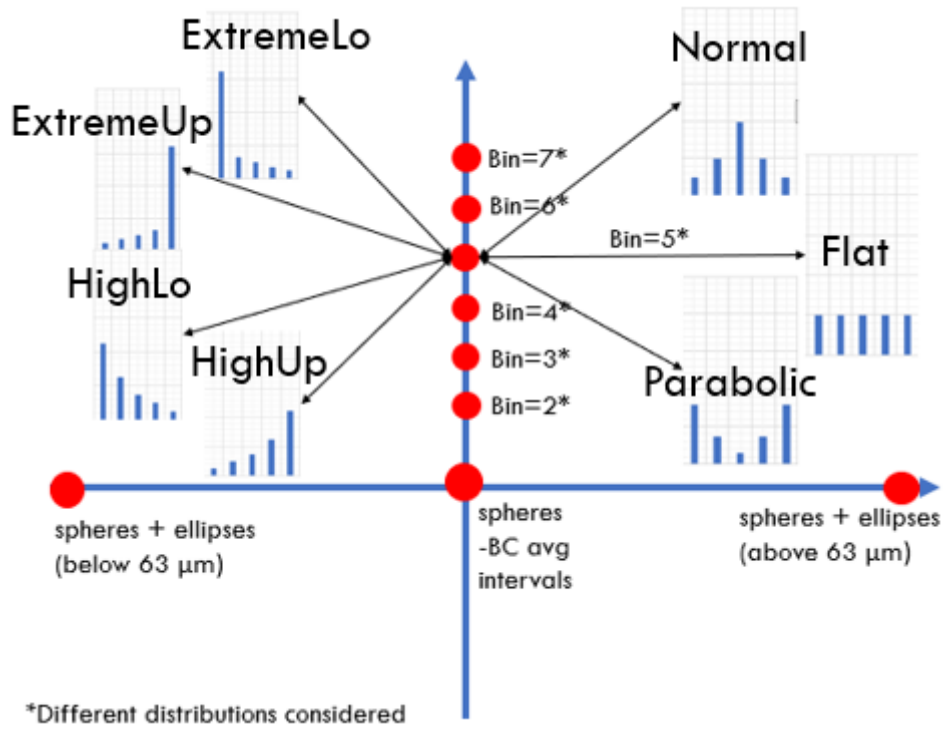 ExtremeLo
Normal
ExtremeUp
Bin=7*
Bin=6*
Bin=5*
Flat
HighLo
Bin=4*
HighUp
Bin=3*
Parabolic
Bin=2*
spheres + ellipses
(below 63 µm)
spheres
-BC avg
intervals
spheres + ellipses
(above 63 µm)
*Different distributions considered